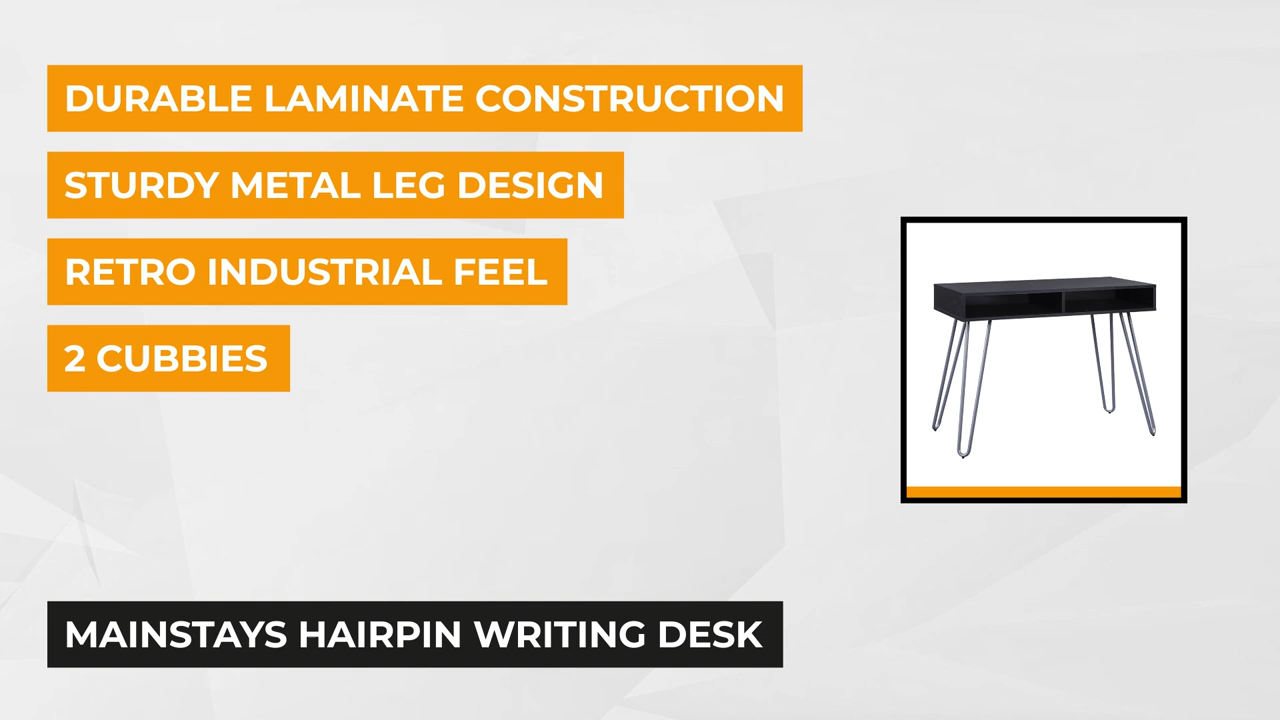 DURABLE LAMINATE CONSTRUCTION
STURDY METAL LEG DESIGN
RETRO INDUSTRIAL FEEL
2 CUBBIES
MAINSTAYS HAIRPIN WRITING DESK